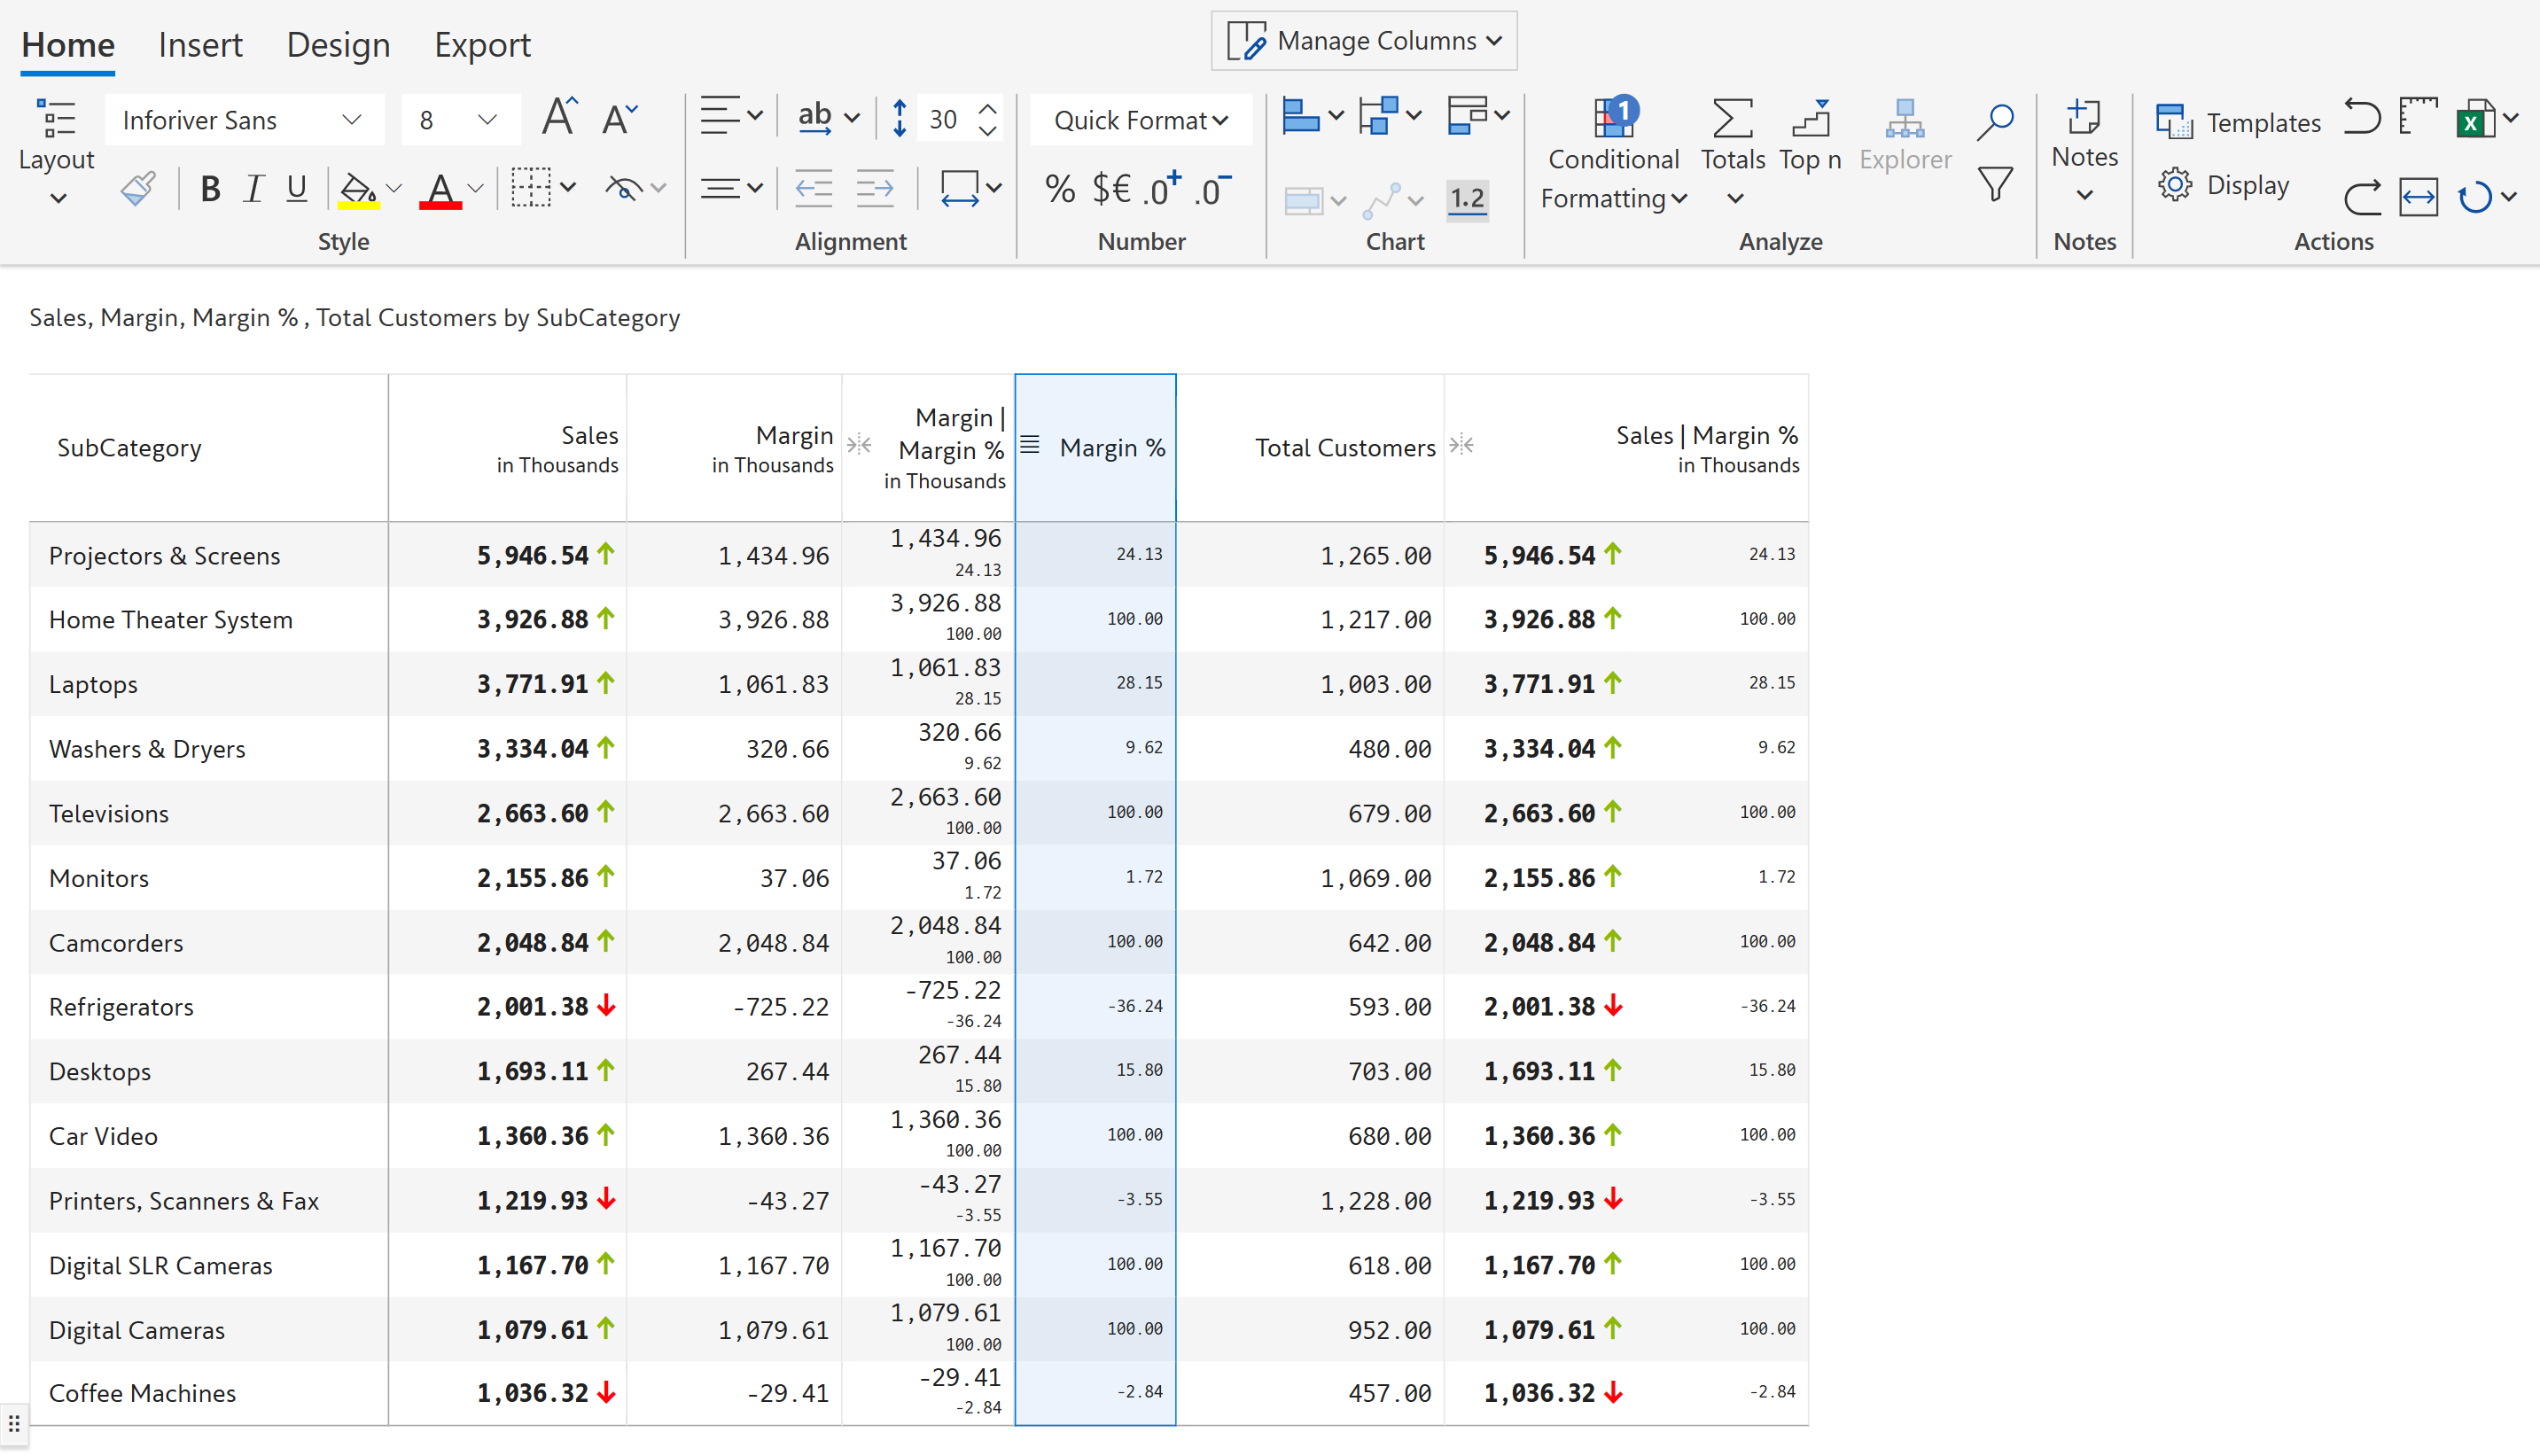 Home Insert Design Export Manage Columns
Layout Inforiver Sans 8 A A ab 30 Quick Format 1 Conditional Formatting Totals Top n Explorer Notes Templates X
B I U A % $€ .0+ .0- 1.2 Display
Style Alignment Number Chart Analyze Notes Actions
Sales, Margin, Margin % , Total Customers by SubCategory
SubCategory Sales in Thousands Margin in Thousands Margin | Margin % in Thousands Margin % Total Customers Sales | Margin % in Thousands
Projectors & Screens 5,946.54 1,434.96 1,434.96 24.13 24.13 1,265.00 5,946.54 24.13
Home Theater System 3,926.88 3,926.88 3,926.88 100.00 100.00 1,217.00 3,926.88 100.00
Laptops 3,771.91 1,061.83 1,061.83 28.15 28.15 1,003.00 3,771.91 28.15
Washers & Dryers 3,334.04 320.66 320.66 9.62 9.62 480.00 3,334.04 9.62
Televisions 2,663.60 2,663.60 2,663.60 100.00 100.00 679.00 2,663.60 100.00
Monitors 2,155.86 37.06 37.06 1.72 1.72 1,069.00 2,155.86 1.72
Camcorders 2,048.84 2,048.84 2,048.84 100.00 100.00 642.00 2,048.84 100.00
Refrigerators 2,001.38 -725.22 -725.22 -36.24 -36.24 593.00 2,001.38 -36.24
Desktops 1,693.11 267.44 267.44 15.80 15.80 703.00 1,693.11 15.80
Car Video 1,360.36 1,360.36 1,360.36 100.00 100.00 680.00 1,360.36 100.00
Printers, Scanners & Fax 1,219.93 -43.27 -43.27 -3.55 -3.55 1,228.00 1,219.93 -3.55
Digital SLR Cameras 1,167.70 1,167.70 1,167.70 100.00 100.00 618.00 1,167.70 100.00
Digital Cameras 1,079.61 1,079.61 1,079.61 100.00 100.00 952.00 1,079.61 100.00
Coffee Machines 1,036.32 -29.41 -29.41 -2.84 -2.84 457.00 1,036.32 -2.84